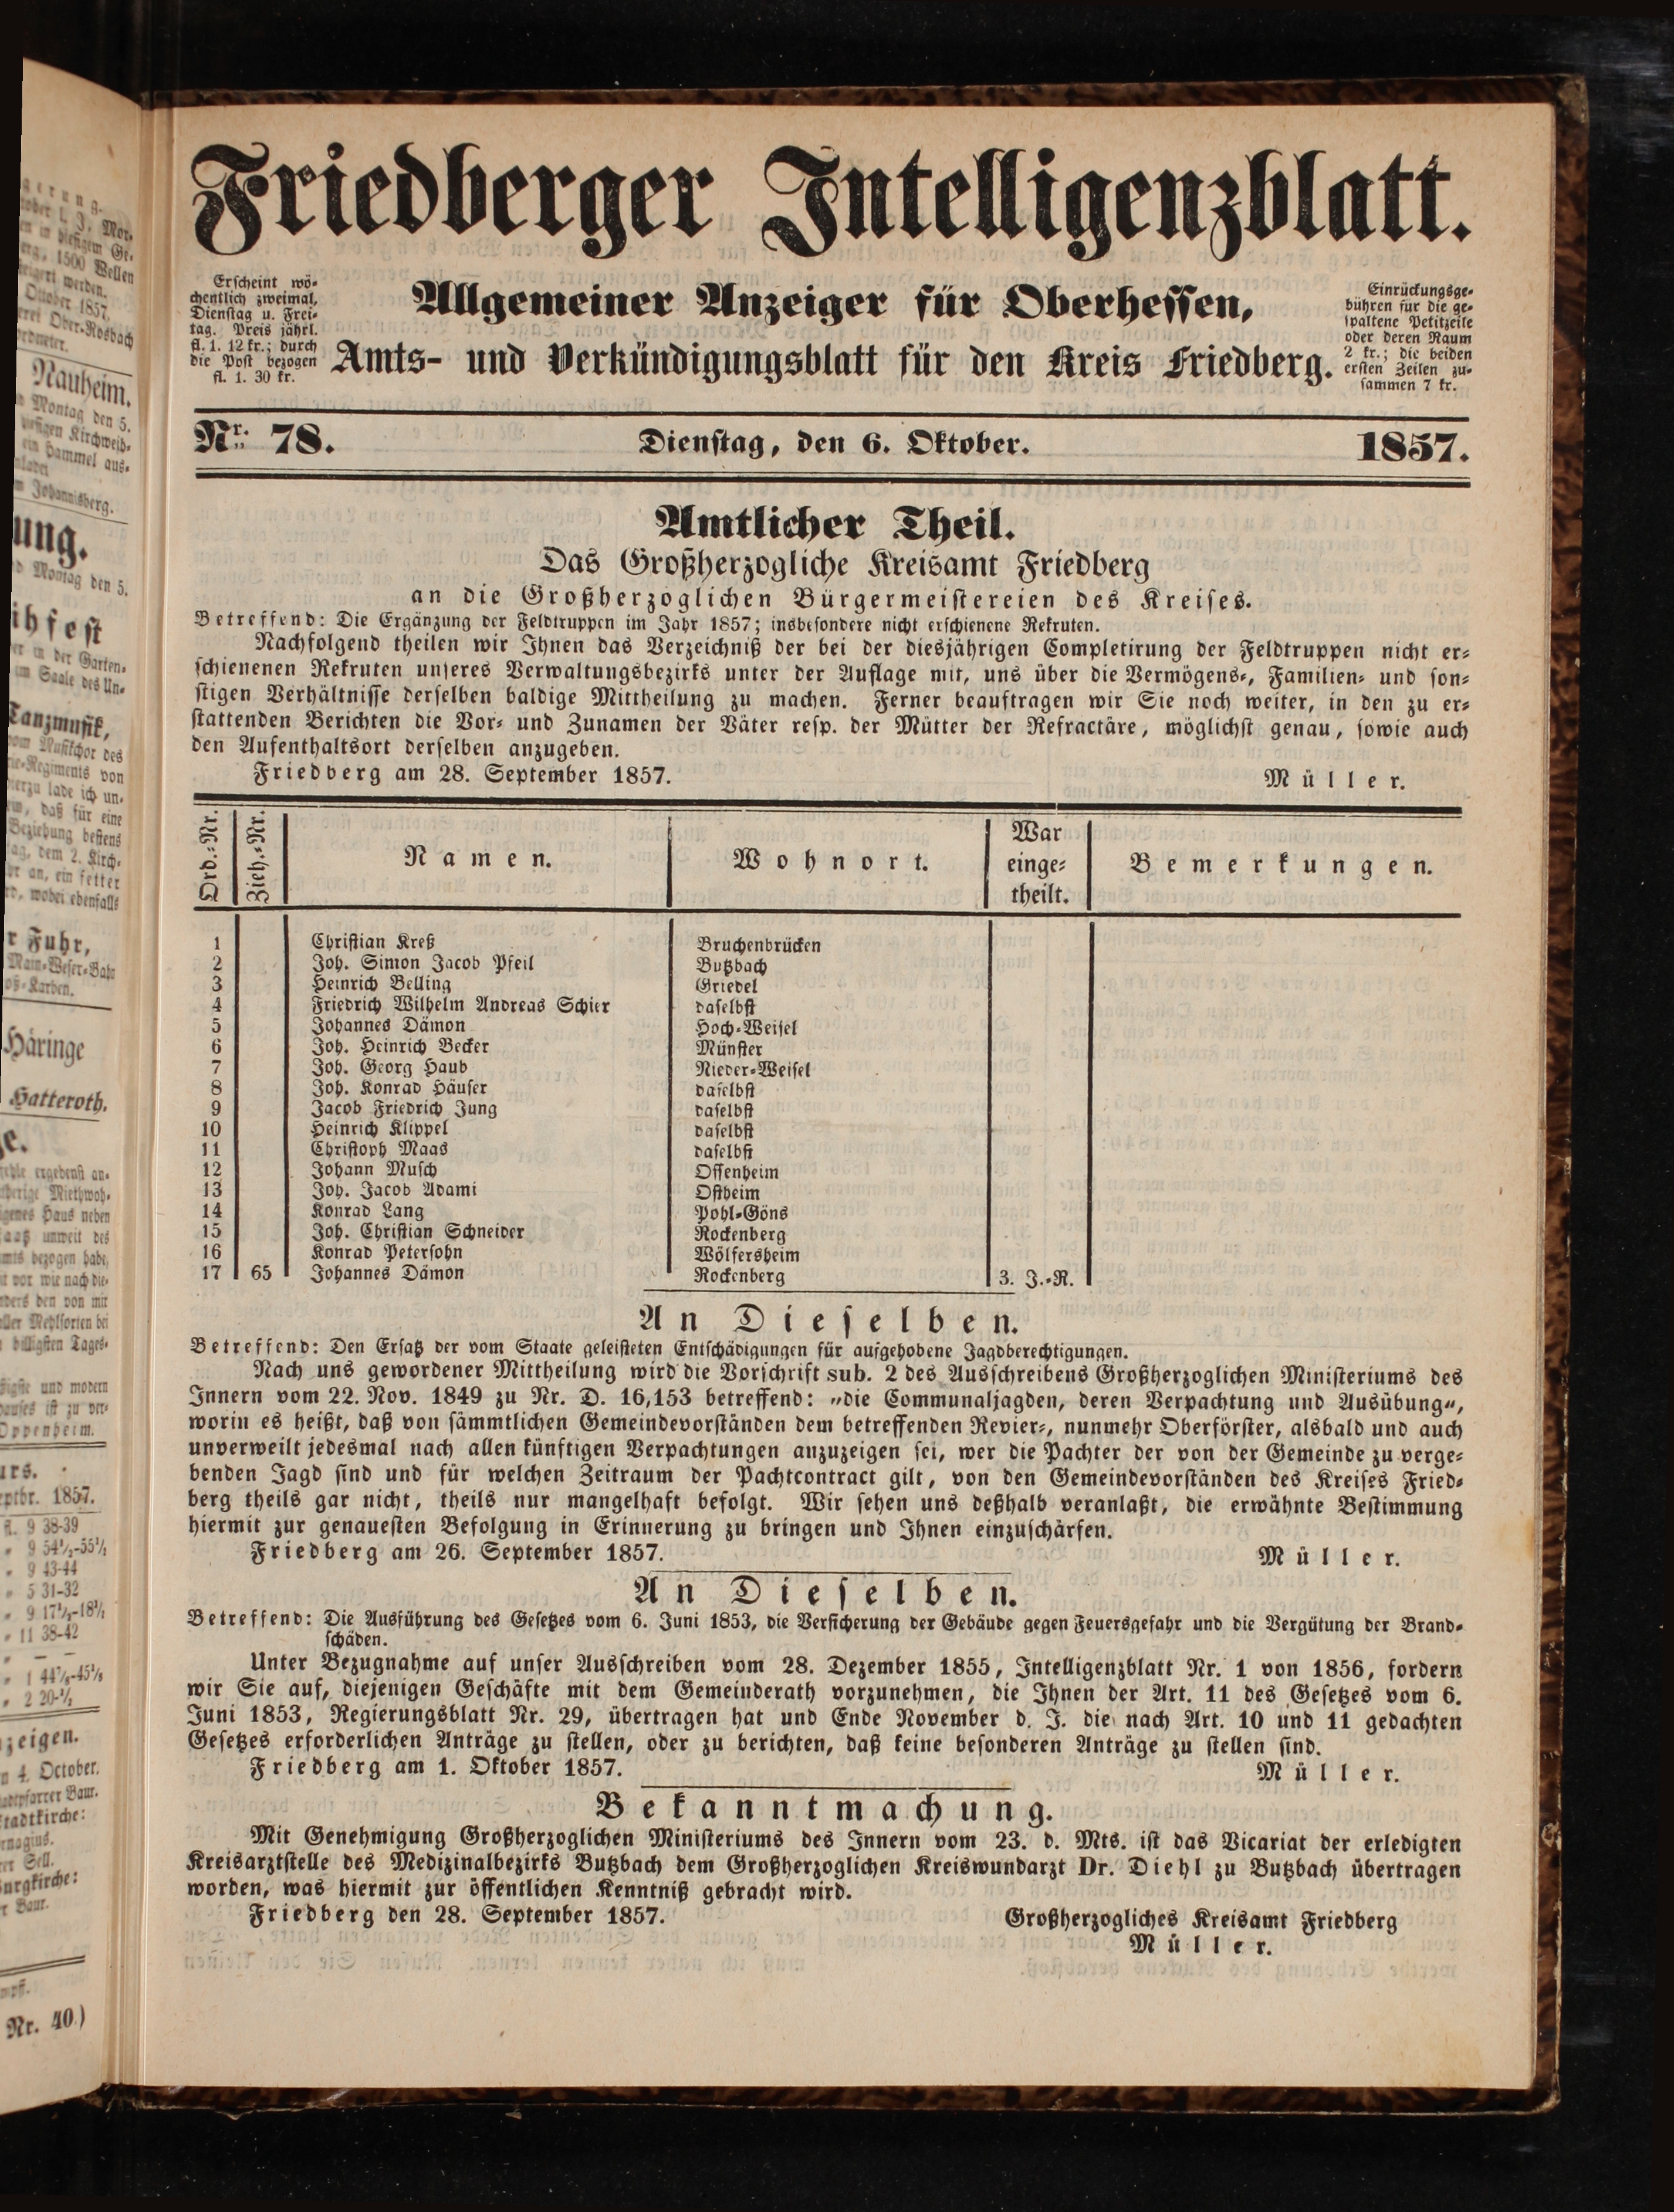 Friedberger Intelligenzblatt.
Erscheint wö-
chentlich zweimal,
Dienstag u. Frei-
tag. Preis jährl.
fl. 1. 12 kr.; durch
die Post bezogen
fl. 1. 30 kr.
Allgemeiner Anzeiger für Oberhessen,
Amts- und Verkündigungsblatt für den Kreis Friedberg.
Einrückungsge-
bühren für die ge-
spaltene Petitzeile
oder deren Raum
2 kr.; die beiden
ersten Zeilen zu-
sammen 7 kr.
Nr. 78. Dienstag, den 6. Oktober. 1857.
Amtlicher Theil.
Das Großherzogliche Kreisamt Friedberg
an die Großherzoglichen Bürgermeistereien des Kreises.
Betreffend: Die Ergänzung der Feldtruppen im Jahr 1857; insbesondere nicht erschienene Rekruten.
Nachfolgend theilen wir Ihnen das Verzeichniß der bei der diesjährigen Completirung der Feldtruppen nicht er-
schienenen Rekruten unseres Verwaltungsbezirks unter der Auflage mit, uns über die Vermögens-, Familien- und son-
stigen Verhältnisse derselben baldige Mittheilung zu machen. Ferner beauftragen wir Sie noch weiter, in den zu er-
stattenden Berichten die Vor- und Zunamen der Väter resp. der Mütter der Refractäre, möglichst genau, sowie auch
den Aufenthaltsort derselben anzugeben.
Friedberg am 28. September 1857. Müller.
Ord.-Nr. Zieh.-Nr. Namen. Wohnort. War einge- theilt. Bemerkungen.
1 Christian Kreß Bruchenbrücken
2 Joh. Simon Jacob Pfeil Butzbach
3 Heinrich Belling Griedel
4 Friedrich Wilhelm Andreas Schier daselbst
5 Johannes Dämon Hoch-Weisel
6 Joh. Heinrich Becker Münster
7 Joh. Georg Haub Nieder-Weisel
8 Joh. Konrad Häuser daselbst
9 Jacob Friedrich Jung daselbst
10 Heinrich Klippel daselbst
11 Christoph Maas daselbst
12 Johann Musch Ossenheim
13 Joh. Jacob Adami Ostheim
14 Konrad Lang Pohl-Göns
15 Joh. Christian Schneider Rockenberg
16 Konrad Petersohn Wölfersheim
17 65 Johannes Dämon Rockenberg 3. J.-R.
An Dieselben.
Betreffend: Den Ersatz der vom Staate geleisteten Entschädigungen für aufgehobene Jagdberechtigungen.
Nach uns gewordener Mittheilung wird die Vorschrift sub. 2 des Ausschreibens Großherzoglichen Ministeriums des
Innern vom 22. Nov. 1849 zu Nr. D. 16,153 betreffend: „die Communaljagden, deren Verpachtung und Ausübung“,
worin es heißt, daß von sämmtlichen Gemeindevorständen dem betreffenden Revier-, nunmehr Oberförster, alsbald und auch
unverweilt jedesmal nach allen künftigen Verpachtungen anzuzeigen sei, wer die Pachter der von der Gemeinde zu verge-
benden Jagd sind und für welchen Zeitraum der Pachtcontract gilt, von den Gemeindevorständen des Kreises Fried-
berg theils gar nicht, theils nur mangelhaft befolgt. Wir sehen uns deßhalb veranlaßt, die erwähnte Bestimmung
hiermit zur genauesten Befolgung in Erinnerung zu bringen und Ihnen einzuschärfen.
Friedberg am 26. September 1857. Müller.
An Dieselben.
Betreffend: Die Ausführung des Gesetzes vom 6. Juni 1853, die Versicherung der Gebäude gegen Feuersgefahr und die Vergütung der Brand-
schäden.
Unter Bezugnahme auf unser Ausschreiben vom 28. Dezember 1855, Intelligenzblatt Nr. 1 von 1856, fordern
wir Sie auf, diejenigen Geschäfte mit dem Gemeinderath vorzunehmen, die Ihnen der Art. 11 des Gesetzes vom 6.
Juni 1853, Regierungsblatt Nr. 29, übertragen hat und Ende November d. J. die nach Art. 10 und 11 gedachten
Gesetzes erforderlichen Anträge zu stellen, oder zu berichten, daß keine besonderen Anträge zu stellen sind.
Friedberg am 1. Oktober 1857. Müller.
Bekanntmachung.
Mit Genehmigung Großherzoglichen Ministeriums des Innern vom 23. d. Mts. ist das Vicariat der erledigten
Kreisarztstelle des Medizinalbezirks Butzbach dem Großherzoglichen Kreiswundarzt Dr. Diehl zu Butzbach übertragen
worden, was hiermit zur öffentlichen Kenntniß gebracht wird.
Friedberg den 28. September 1857. Großherzogliches Kreisamt Friedberg
Müller.